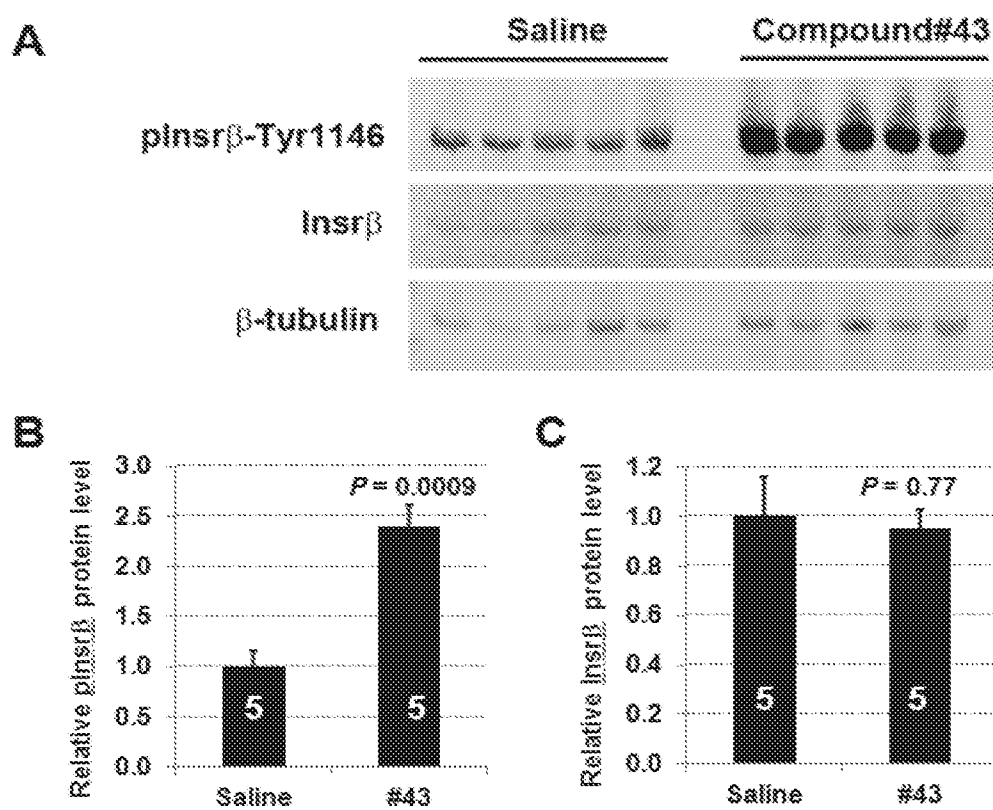 A
Saline
Compound#43
pInsrβ-Tyr1146
Insrβ
β-tubulin
B
Relative pInsrβ protein level
3.0
2.5
2.0
1.5
1.0
0.5
0.0
P = 0.0009
5
5
Saline
#43
C
Relative Insrβ protein level
1.2
1.0
0.8
0.6
0.4
0.2
0.0
P = 0.77
5
5
Saline
#43